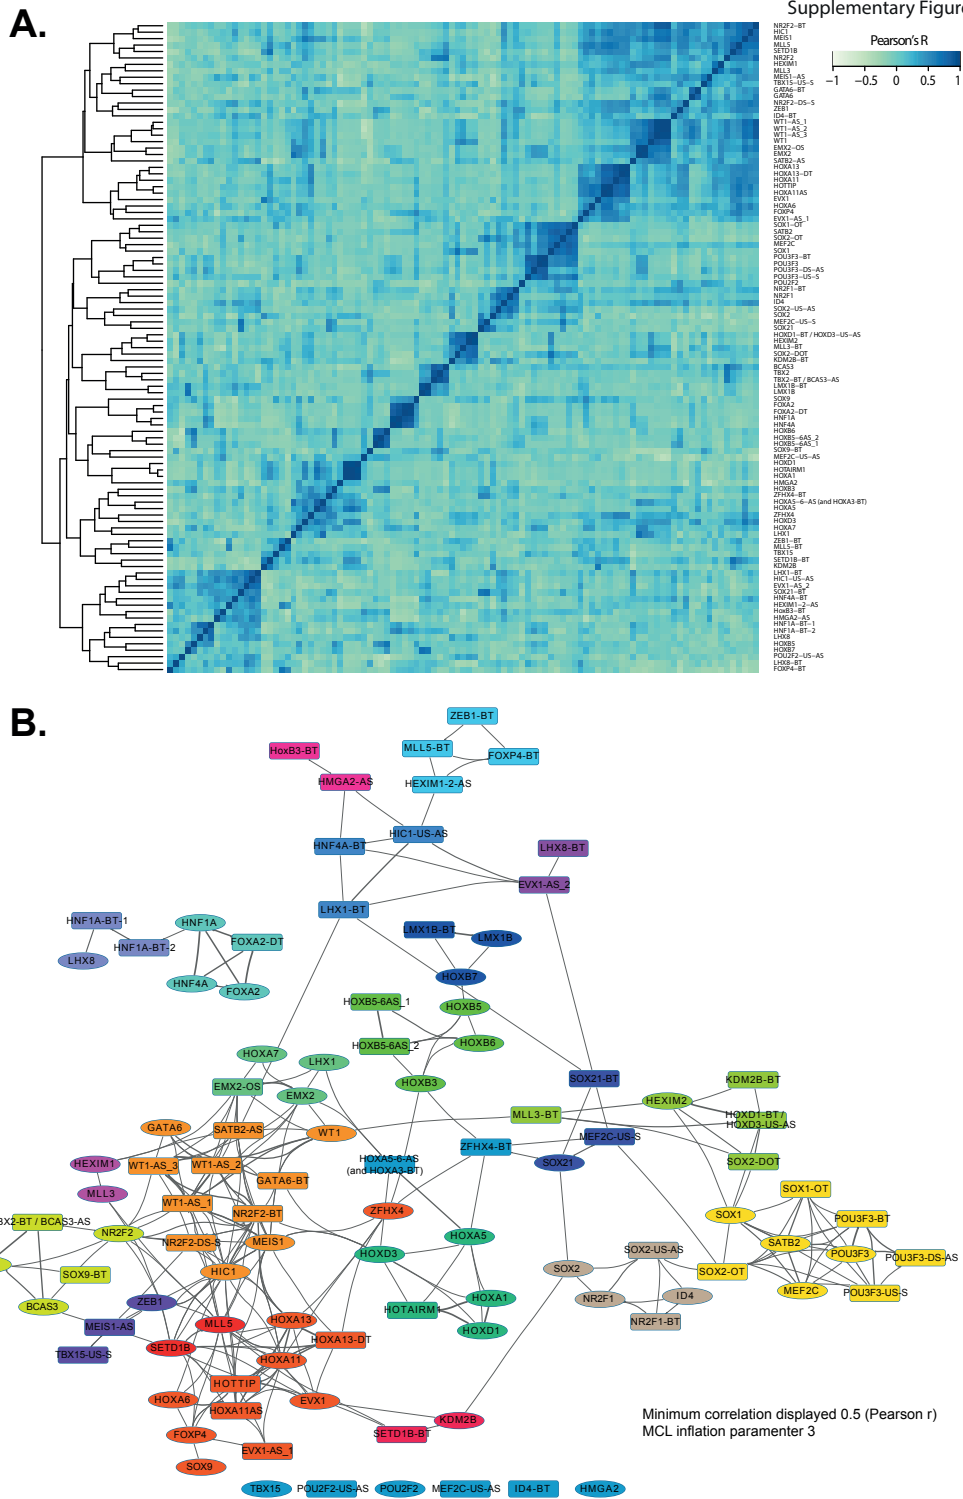 A.
Supplementary Figure
Pearson's R
−1 −0.5 0 0.5 1
NR2F2−BT
HIC1
MEIS1
MLL5
SETD1B
NR2F2
HEXIM1
MLL3
MEIS1−AS
TBX15−US−S
GATA6−BT
GATA6
NR2F2−DS−S
ZEB1
ID4−BT
WT1−AS_1
WT1−AS_2
WT1−AS_3
WT1
EMX2−OS
EMX2
SATB2−AS
HOXA13
HOXA13−DT
HOXA11
HOTTIP
HOXA11AS
EVX1
HOXA6
FOXP4
EVX1−AS_1
SOX1−OT
SATB2
SOX2−OT
MEF2C
SOX1
POU3F3−BT
POU3F3
POU3F3−DS−AS
POU3F3−US−S
POU2F2
NR2F1−BT
NR2F1
ID4
SOX2−US−AS
SOX2
MEF2C−US−S
SOX21
HOXD1−BT / HOXD3−US−AS
HEXIM2
MLL3−BT
SOX2−DOT
KDM2B−BT
BCAS3
TBX2
TBX2−BT / BCAS3−AS
LMX1B−BT
LMX1B
SOX9
FOXA2
FOXA2−DT
HNF1A
HNF4A
HOXB6
HOXB5−6AS_2
HOXB5−6AS_1
SOX9−BT
MEF2C−US−AS
HOXD1
HOTAIRM1
HOXA1
HMGA2
HOXB3
ZFHX4−BT
HOXA5−6−AS (and HOXA3−BT)
HOXA5
ZFHX4
HOXD3
HOXA7
LHX1
ZEB1−BT
MLL5−BT
TBX15
SETD1B−BT
KDM2B
LHX1−BT
HIC1−US−AS
EVX1−AS_2
SOX21−BT
HNF4A−BT
HEXIM1−2−AS
HoxB3−BT
HMGA2−AS
HNF1A−BT−1
HNF1A−BT−2
LHX8
HOXB5
HOXB7
POU2F2−US−AS
LHX8−BT
FOXP4−BT
B.
ZEB1-BT
HoxB3-BT
MLL5-BT
FOXP4-BT
HMGA2-AS
HEXIM1-2-AS
HIC1-US-AS
HNF4A-BT
LHX8-BT
EVX1-AS_2
LHX1-BT
HNF1A-BT-1
HNF1A
LMX1B-BT
LMX1B
HNF1A-BT-2
FOXA2-DT
LHX8
HNF4A
FOXA2
HOXB7
HOXB5-6AS_1
HOXB5
HOXB5-6AS_2
HOXB6
HOXA7
LHX1
EMX2-OS
EMX2
HOXB3
SOX21-BT
KDM2B-BT
HEXIM2
MLL3-BT
HOXD1-BT /
HOXD3-US-AS
GATA6
SATB2-AS
WT1
ZFHX4-BT
MEF2C-US-S
HEXIM1
WT1-AS_3
WT1-AS_2
HOXA5-6-AS
(and HOXA3-BT)
SOX21
SOX2-DOT
MLL3
GATA6-BT
SOX1-OT
WT1-AS_1
NR2F2-BT
ZFHX4
SOX1
POU3F3-BT
BX2-BT / BCAS3-AS
NR2F2
NR2F2-DS-S
MEIS1
HOXD3
HOXA5
SOX2-US-AS
SATB2
POU3F3
POU3F3-DS-AS
SOX9-BT
HIC1
SOX2
SOX2-OT
MEF2C
POU3F3-US-S
BCAS3
ZEB1
HOTAIRM1
HOXA1
NR2F1
ID4
MEIS1-AS
MLL5
HOXA13
HOXD1
NR2F1-BT
TBX15-US-S
SETD1B
HOXA13-DT
HOXA11
HOTTIP
HOXA6
HOXA11AS
EVX1
FOXP4
EVX1-AS_1
SETD1B-BT
KDM2B
SOX9
Minimum correlation displayed 0.5 (Pearson r)
MCL inflation paramenter 3
TBX15
POU2F2-US-AS
POU2F2
MEF2C-US-AS
ID4-BT
HMGA2